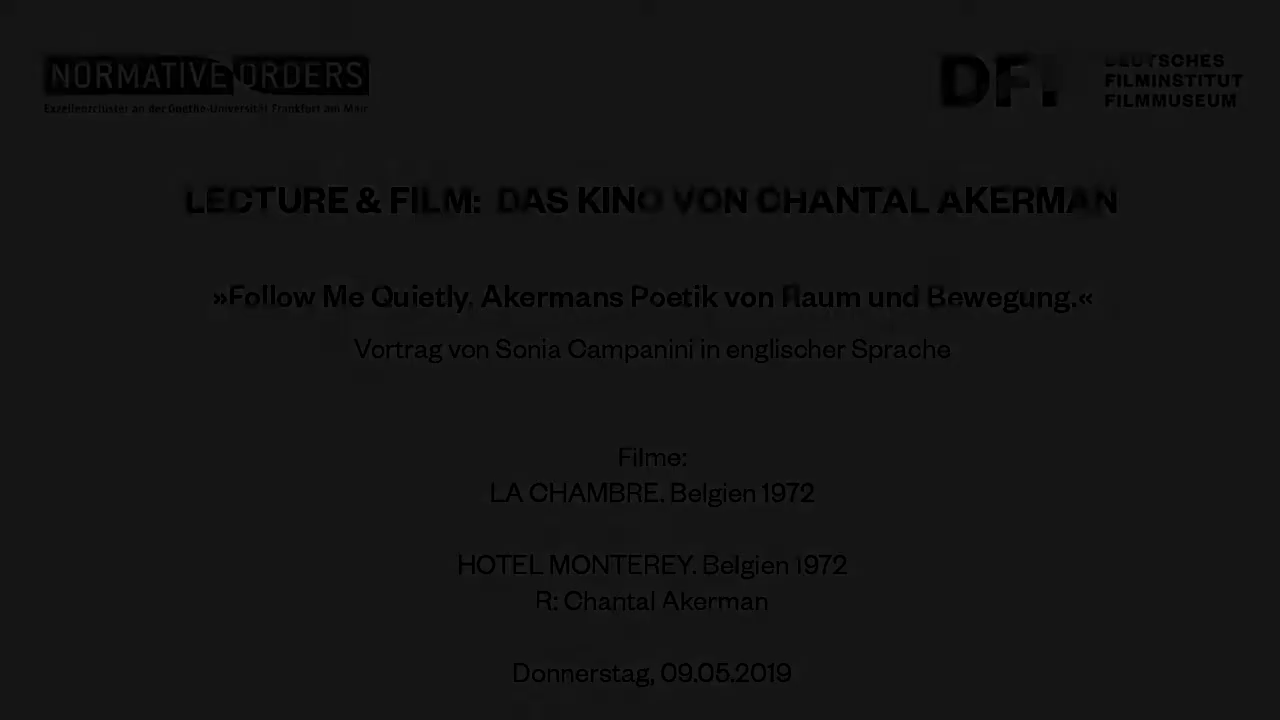 NORMATIVE ORDERS
Exzellenzcluster an der Goethe-Universität Frankfurt am Main
DFF
DEUTSCHES
FILMINSTITUT
FILMMUSEUM
LECTURE & FILM: DAS KINO VON CHANTAL AKERMAN
»Follow Me Quietly. Akermans Poetik von Raum und Bewegung.«
Vortrag von Sonia Campanini in englischer Sprache
Filme:
LA CHAMBRE. Belgien 1972
HOTEL MONTEREY. Belgien 1972
R: Chantal Akerman
Donnerstag, 09.05.2019